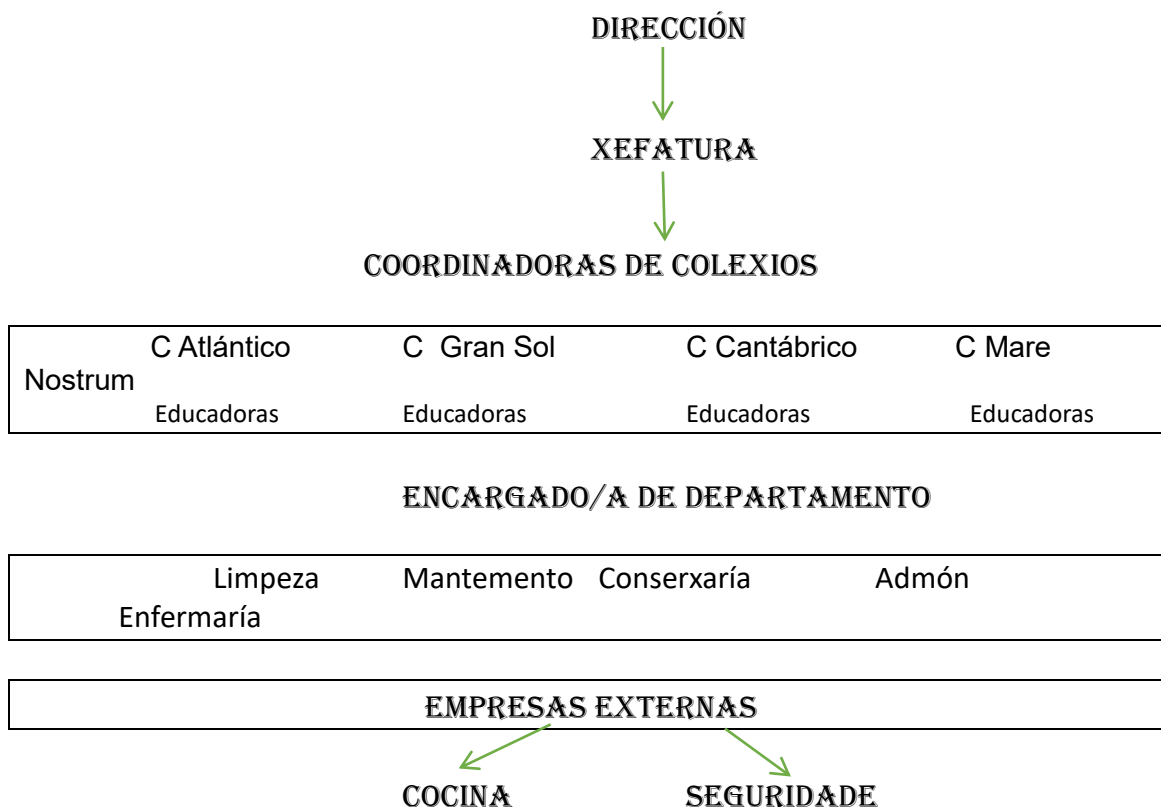 DIRECCIÓN
XEFATURA
COORDINADORAS DE COLEXIOS
C Atlántico C Gran Sol C Cantábrico C Mare
Nostrum
Educadoras Educadoras Educadoras Educadoras
ENCARGADO/A DE DEPARTAMENTO
Limpeza Mantemento Conserxaría Admón
Enfermaría
EMPRESAS EXTERNAS
COCINA SEGURIDADE